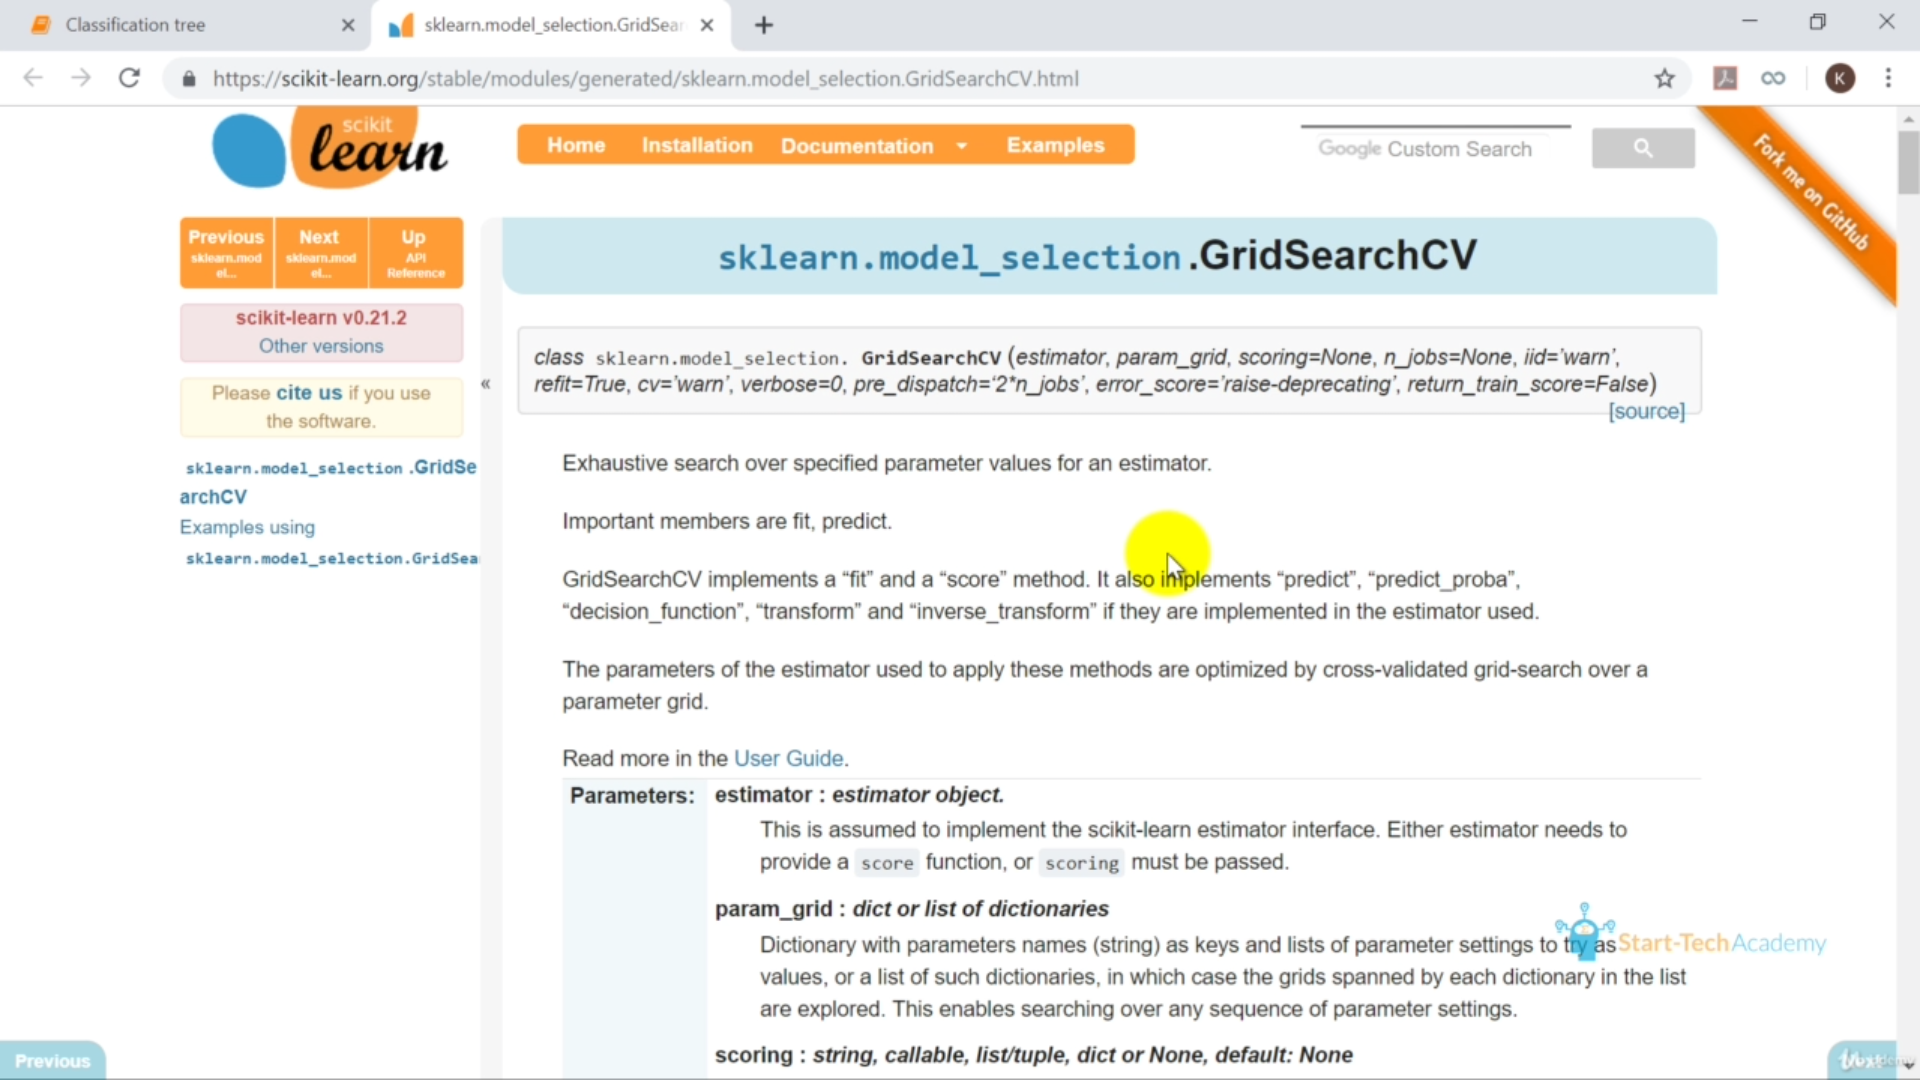 Classification tree
sklearn.model_selection.GridSear
https://scikit-learn.org/stable/modules/generated/sklearn.model_selection.GridSearchCV.html
K
scikit
learn
Home Installation Documentation Examples
Google Custom Search
Fork me on GitHub
Previous
sklearn.mod
el...
Next
sklearn.mod
el...
Up
API
Reference
scikit-learn v0.21.2
Other versions
Please cite us if you use
the software.
sklearn.model_selection .GridSe
archCV
Examples using
sklearn.model_selection.GridSea
«
sklearn.model_selection.GridSearchCV
class sklearn.model_selection. GridSearchCV (estimator, param_grid, scoring=None, n_jobs=None, iid='warn',
refit=True, cv='warn', verbose=0, pre_dispatch='2*n_jobs', error_score='raise-deprecating', return_train_score=False)
[source]
Exhaustive search over specified parameter values for an estimator.
Important members are fit, predict.
GridSearchCV implements a “fit” and a “score” method. It also implements “predict”, “predict_proba”,
“decision_function”, “transform” and “inverse_transform” if they are implemented in the estimator used.
The parameters of the estimator used to apply these methods are optimized by cross-validated grid-search over a
parameter grid.
Read more in the User Guide.
Parameters: estimator : estimator object.
This is assumed to implement the scikit-learn estimator interface. Either estimator needs to
provide a score function, or scoring must be passed.
param_grid : dict or list of dictionaries
Dictionary with parameters names (string) as keys and lists of parameter settings to try as
values, or a list of such dictionaries, in which case the grids spanned by each dictionary in the list
are explored. This enables searching over any sequence of parameter settings.
scoring : string, callable, list/tuple, dict or None, default: None
Start-Tech Academy
Previous
Next